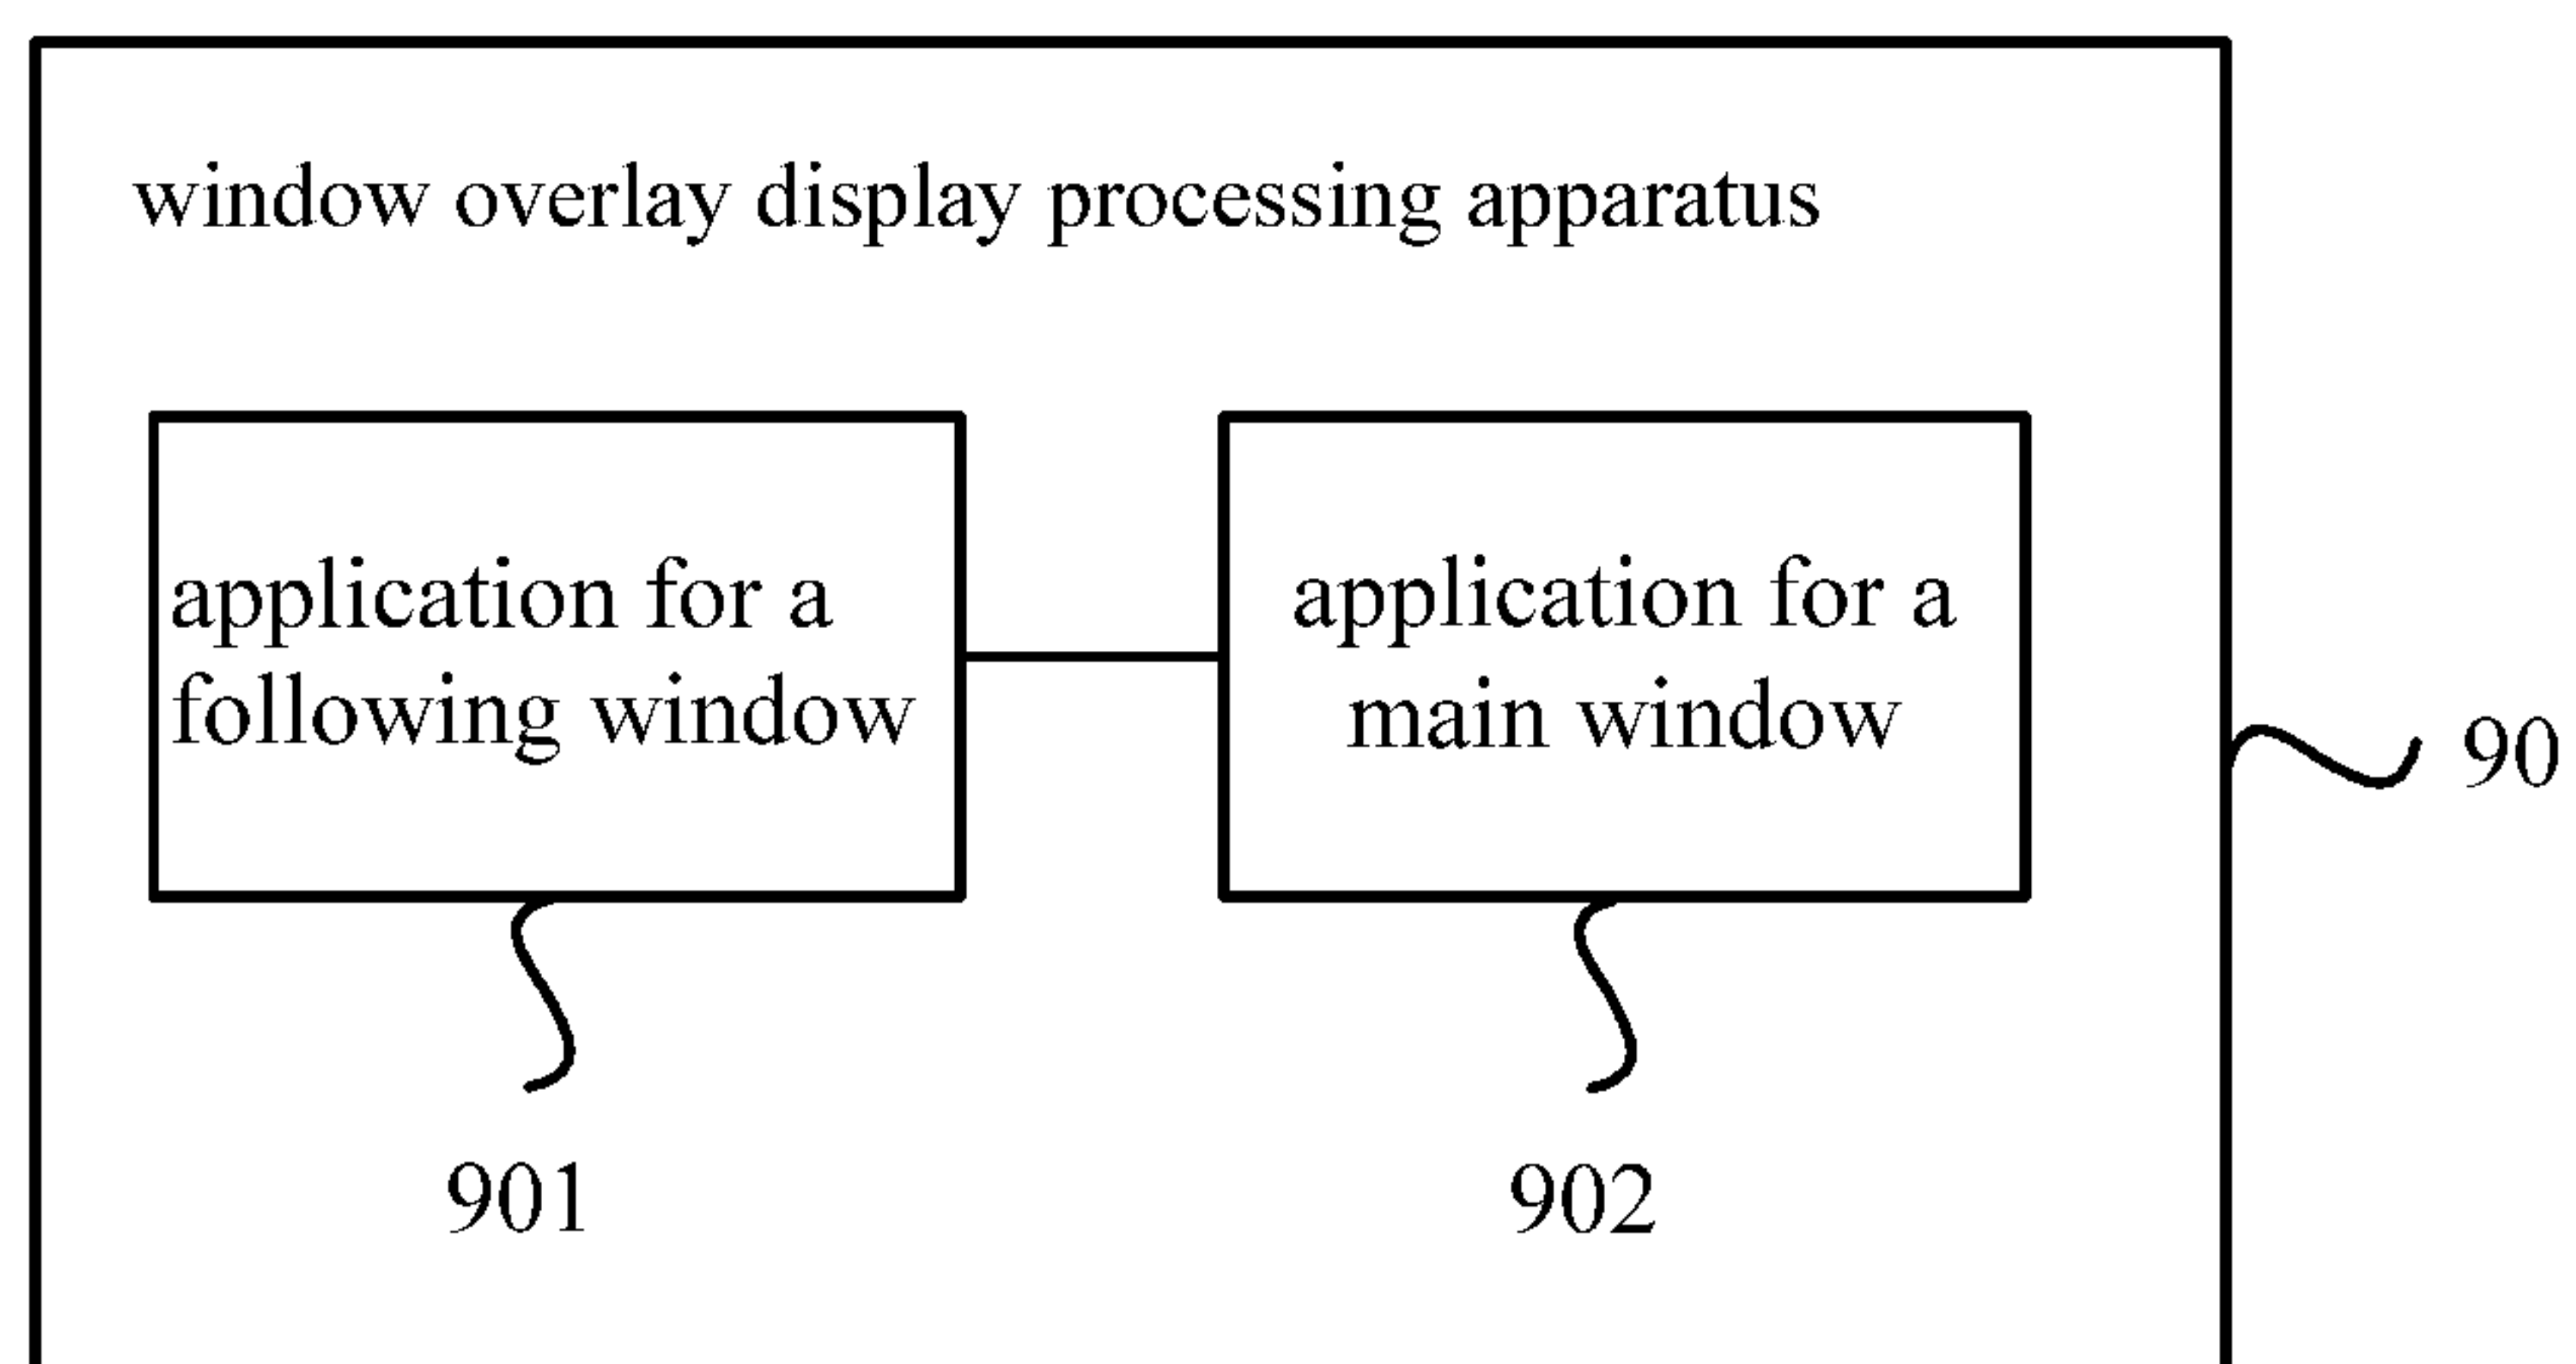 window overlay display processing apparatus
application for a
following window
application for a
main window
90
901
902